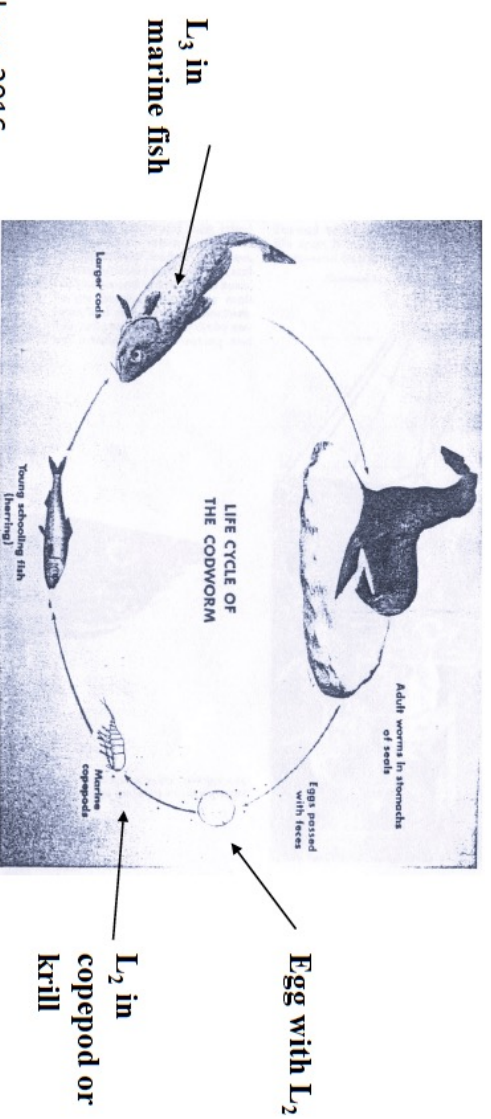 Adult worms in stomachs
of seals
Eggs passed
with feces
Egg with L₂
LIFE CYCLE OF
THE CODWORM
L₃ in
marine fish
Larger cods
Marine
copepods
L₂ in
copepod or
krill
Young schooling fish
(herring)